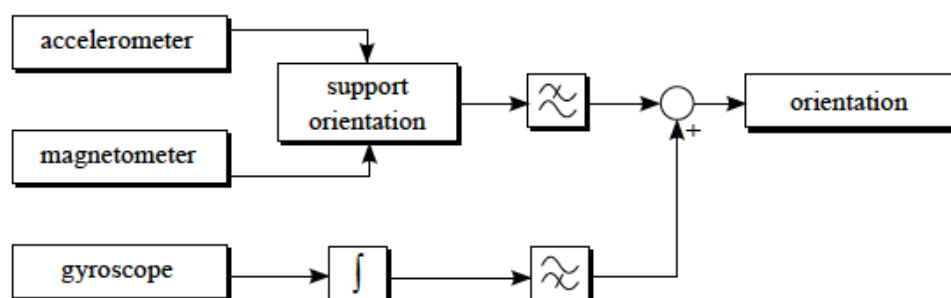 accelerometer
support
orientation
orientation
magnetometer
+
gyroscope
∫